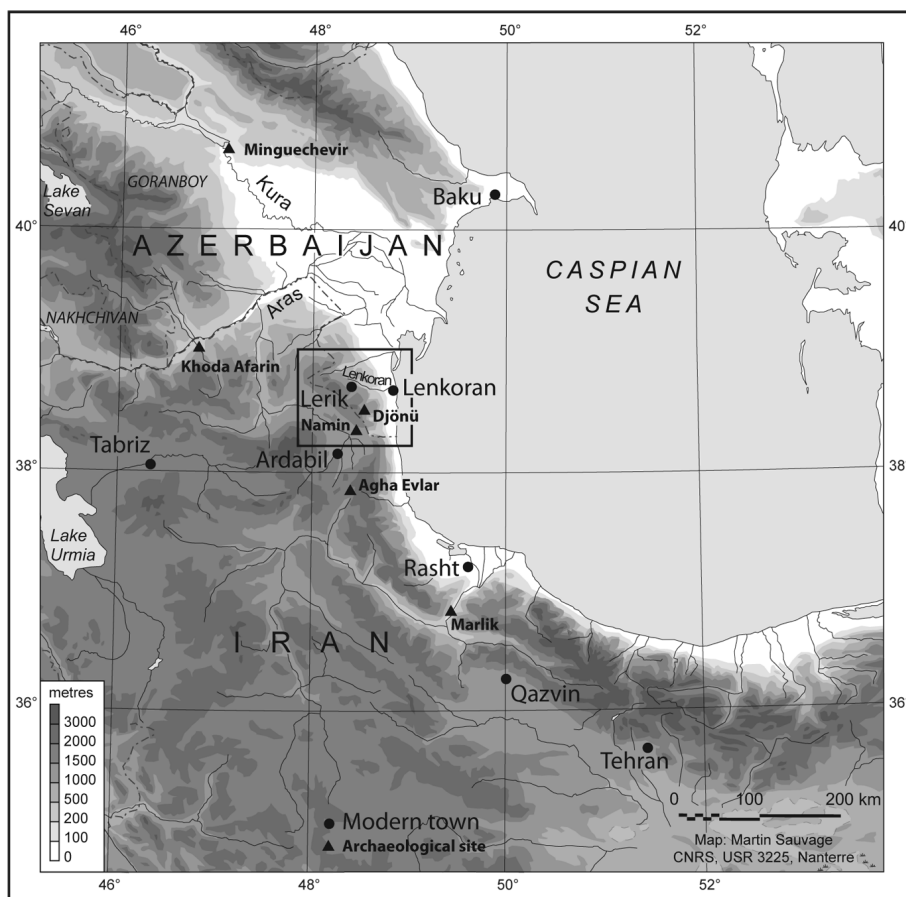 46° 48° 50° 52°
Minguechevir
GORANBOY
Kura
Baku
Lake
Sevan
40° 40°
AZERBAIJAN
CASPIAN
SEA
Aras
NAKHCHIVAN
Khoda Afarin
Lenkoran
Lenkoran
Lerik
Djönü
Namin
Tabriz
Ardabil
38° 38°
Agha Evlar
Lake
Urmia
Rasht
Marlik
IRAN
36° 36°
Qazvin
Tehran
metres
3000
2000
1500
1000
500
200
100
0
0 100 200 km
Modern town
Archaeological site
Map: Martin Sauvage
CNRS, USR 3225, Nanterre
46° 48° 50° 52°